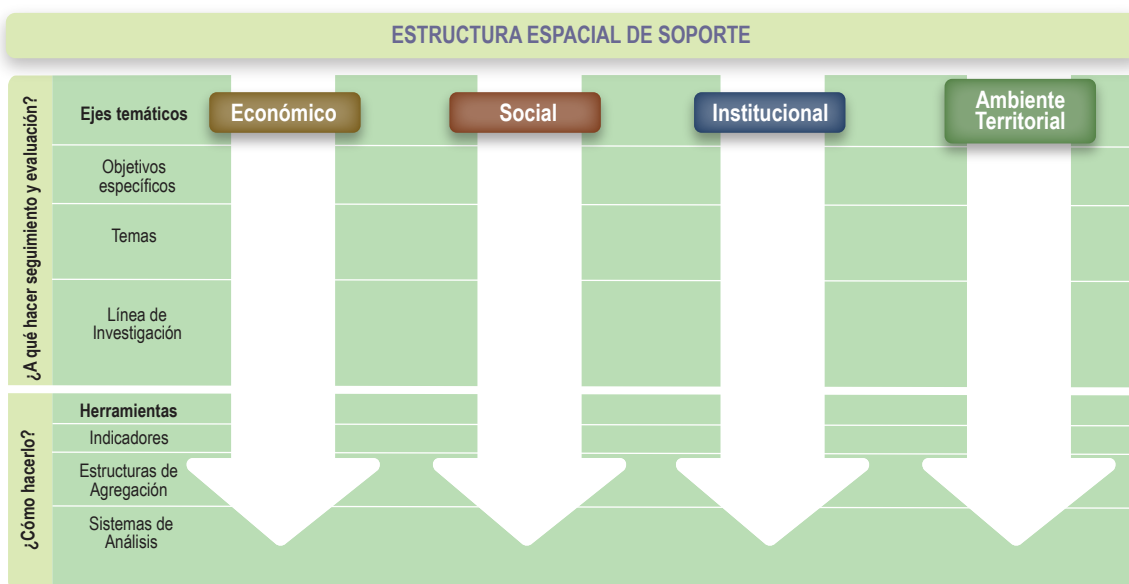 ESTRUCTURA ESPACIAL DE SOPORTE
¿A qué hacer seguimiento y evaluación?
Ejes temáticos
Económico
Social
Institucional
Ambiente
Territorial
Objetivos
específicos
Temas
Línea de
Investigación
¿Cómo hacerlo?
Herramientas
Indicadores
Estructuras de
Agregación
Sistemas de
Análisis